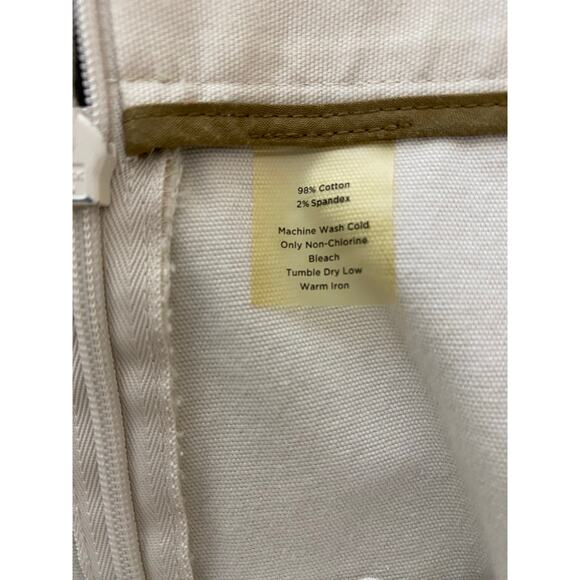 98% Cotton
2% Spandex
Machine Wash Cold
Only Non-Chlorine
Bleach
Tumble Dry Low
Warm Iron